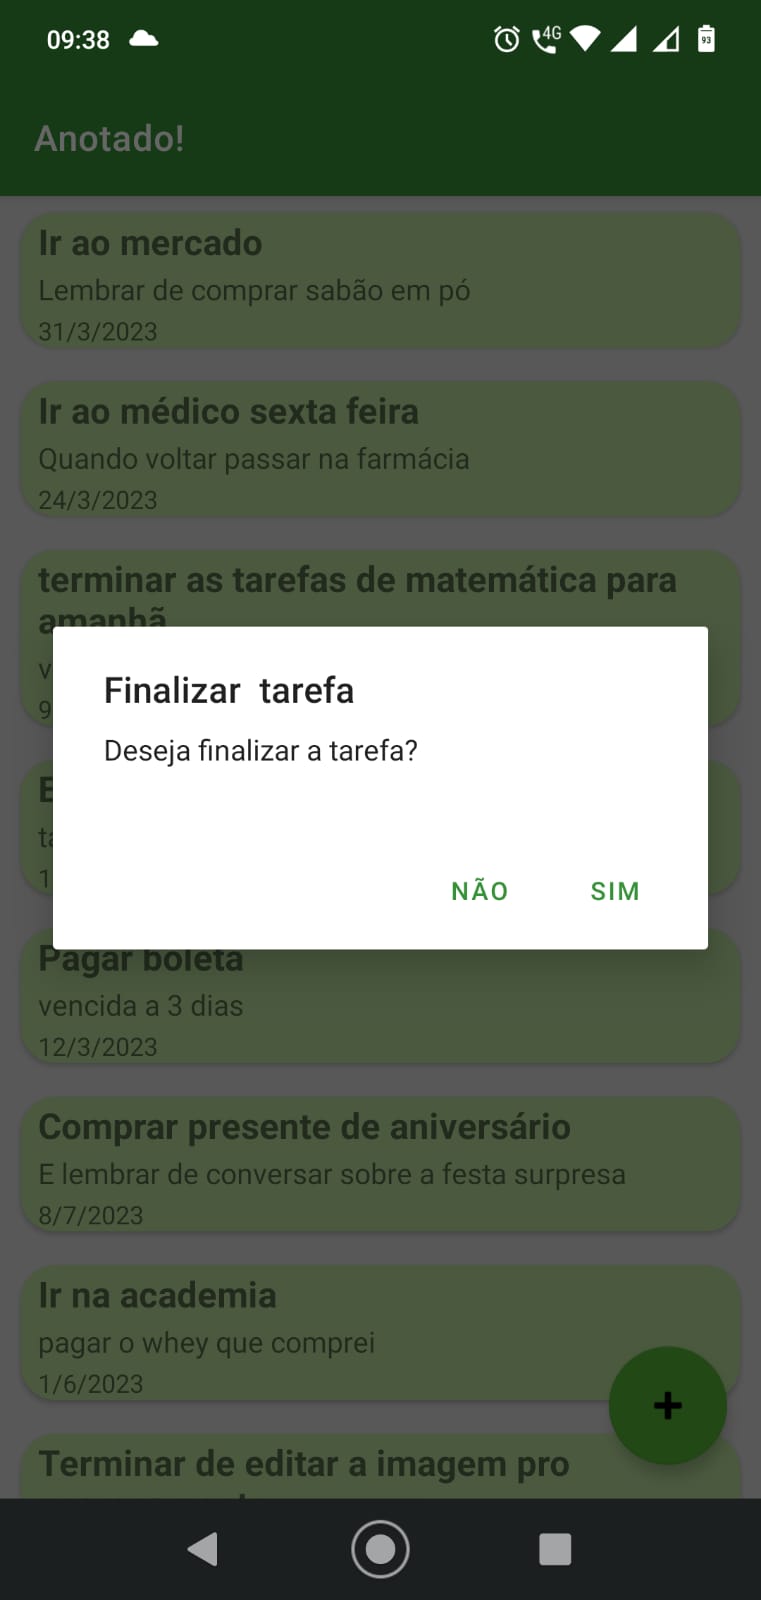 09:38
4G
93
Anotado!
Ir ao mercado
Lembrar de comprar sabão em pó
31/3/2023
Ir ao médico sexta feira
Quando voltar passar na farmácia
24/3/2023
terminar as tarefas de matemática para
amanhã
Finalizar tarefa
Deseja finalizar a tarefa?
NÃO SIM
Pagar boleta
vencida a 3 dias
12/3/2023
Comprar presente de aniversário
E lembrar de conversar sobre a festa surpresa
8/7/2023
Ir na academia
pagar o whey que comprei
1/6/2023
Terminar de editar a imagem pro